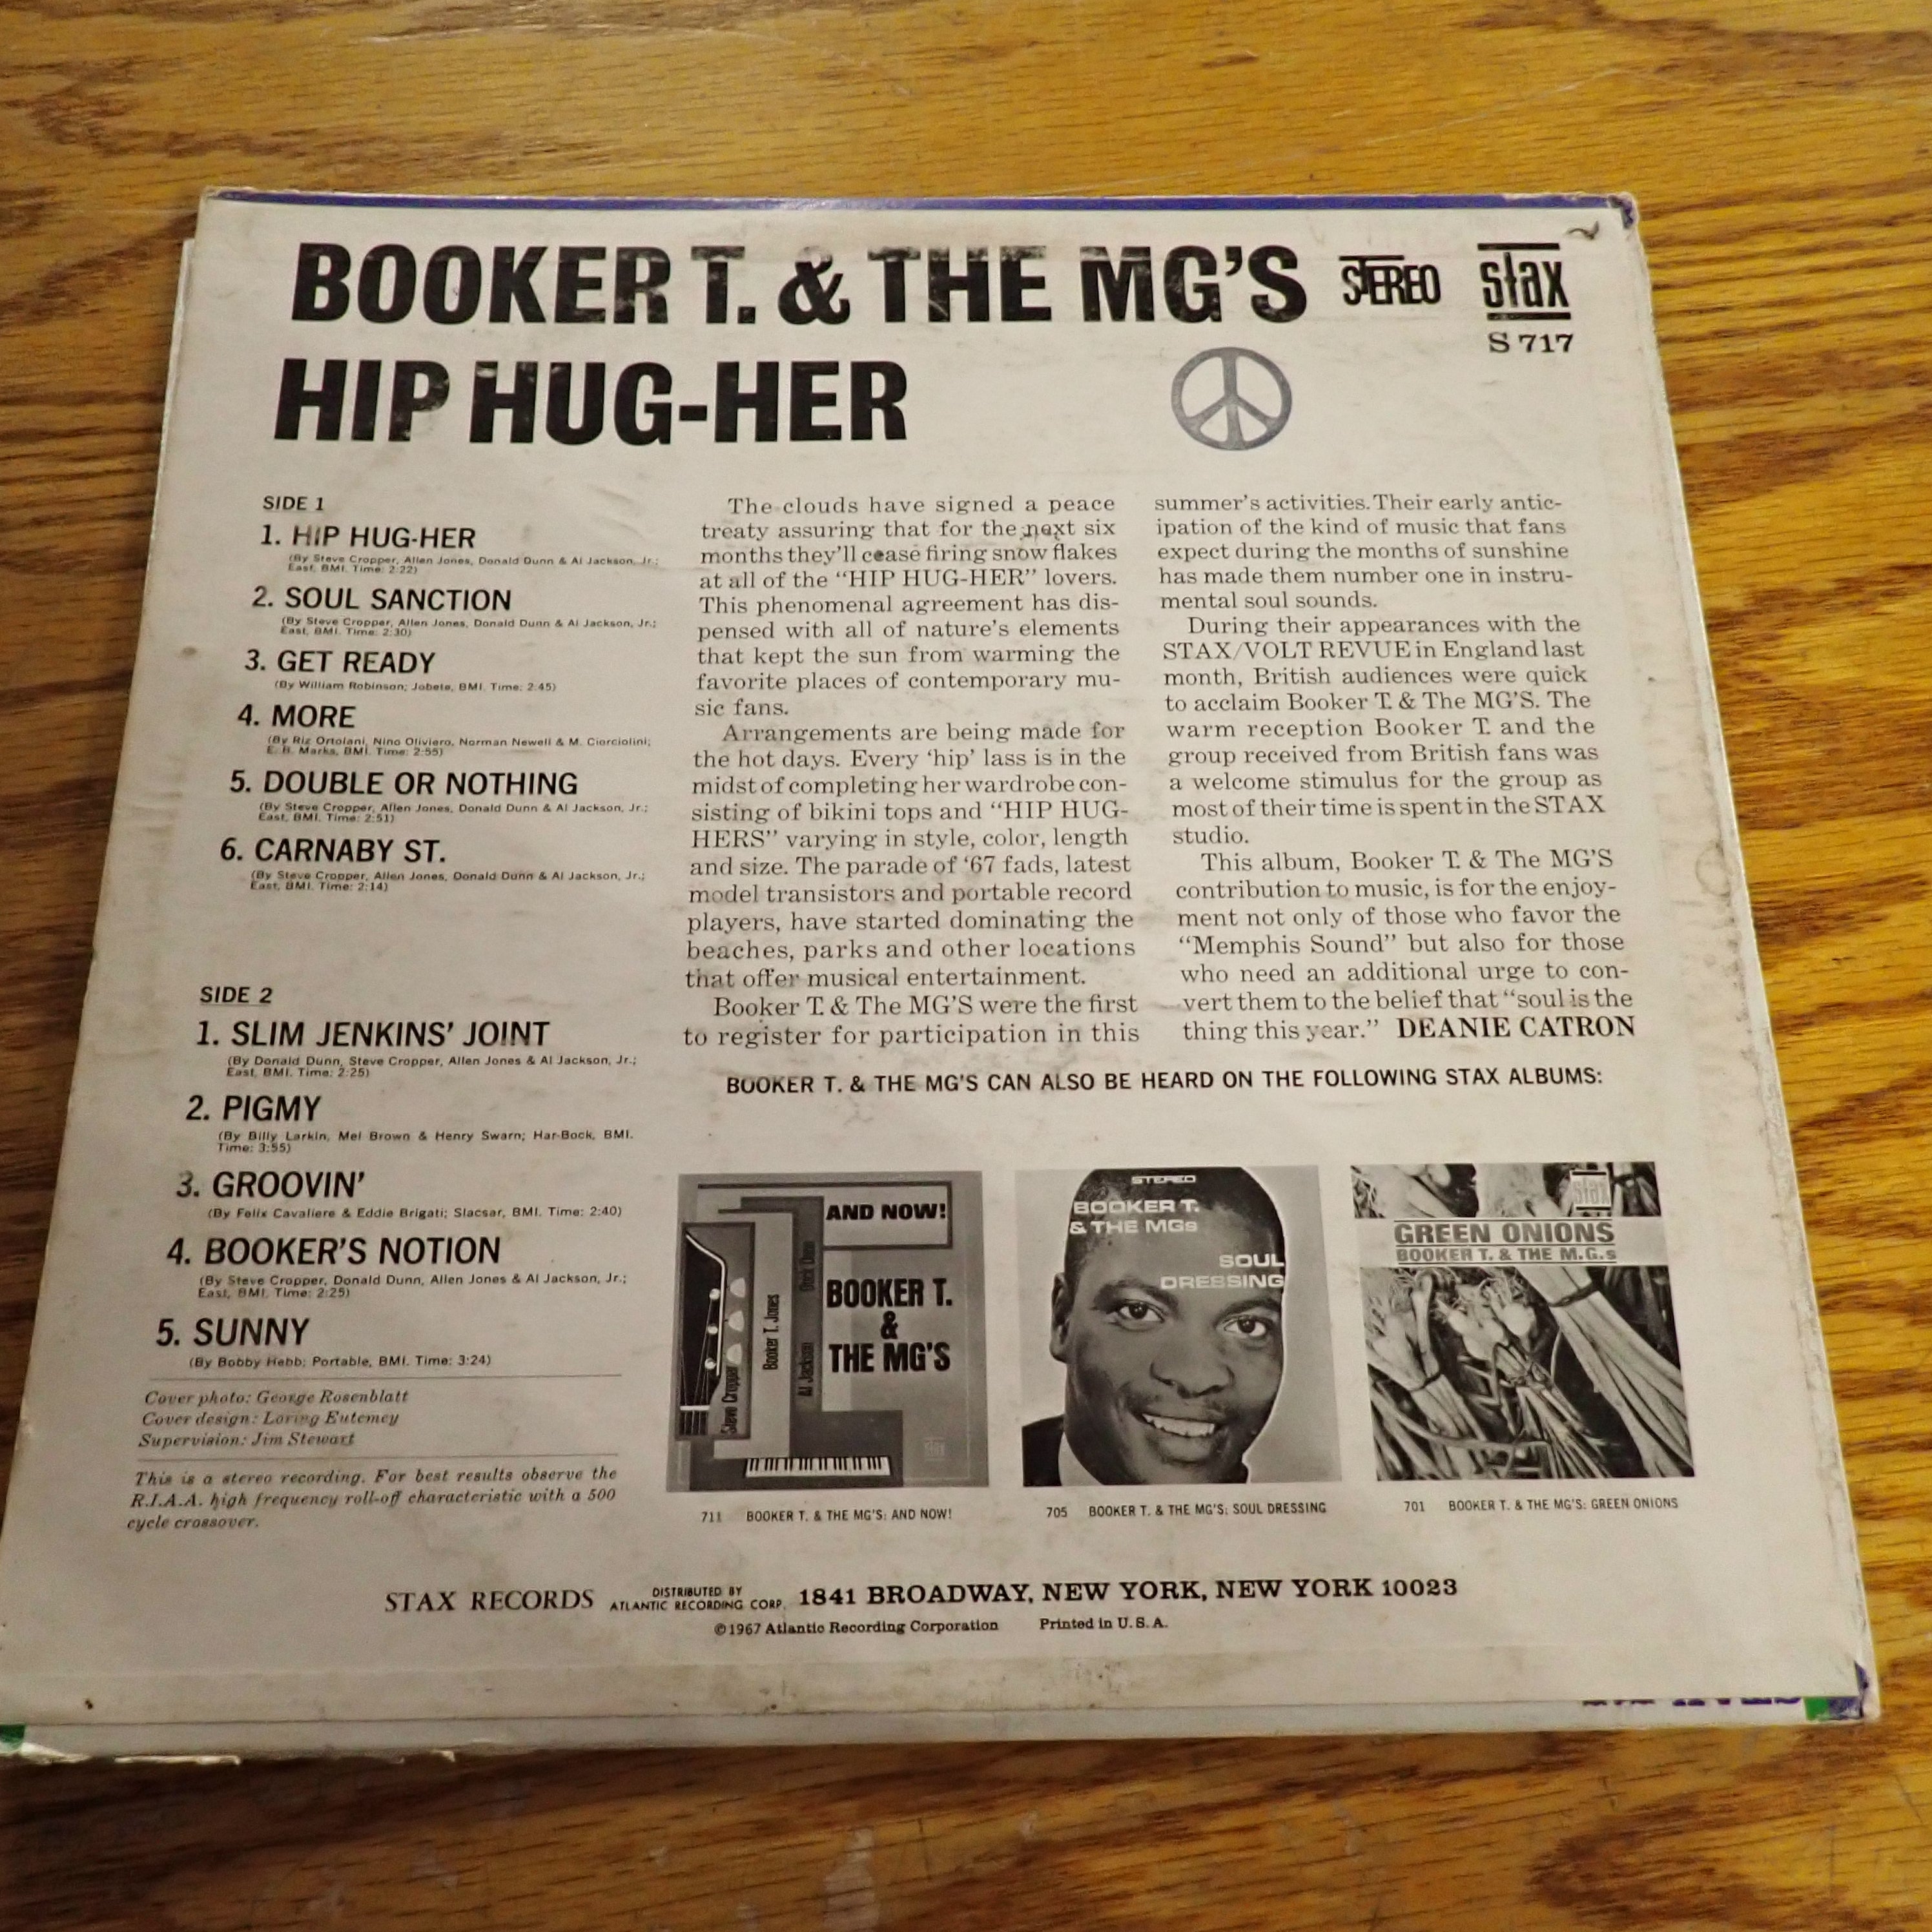 BOOKER T. & THE MG'S
STEREO
stax
S 717
HIP HUG-HER
SIDE 1
1. HIP HUG-HER
(By Steve Cropper, Allen Jones, Donald Dunn & Al Jackson, Jr.;
East, BMI. Time: 2:22)
2. SOUL SANCTION
(By Steve Cropper, Allen Jones, Donald Dunn & Al Jackson, Jr.;
East, BMI. Time: 2:30)
3. GET READY
(By William Robinson; Jobete, BMI. Time: 2:45)
4. MORE
(By Riz Ortolani, Nino Oliviero, Norman Newell & M. Ciorciolini;
E. B. Marks, BMI. Time: 2:55)
5. DOUBLE OR NOTHING
(By Steve Cropper, Allen Jones, Donald Dunn & Al Jackson, Jr.;
East, BMI. Time: 2:51)
6. CARNABY ST.
(By Steve Cropper, Allen Jones, Donald Dunn & Al Jackson, Jr.;
East, BMI. Time: 2:14)
SIDE 2
1. SLIM JENKINS' JOINT
(By Donald Dunn, Steve Cropper, Allen Jones & Al Jackson, Jr.;
East, BMI. Time: 2:25)
2. PIGMY
(By Billy Larkin, Mel Brown & Henry Swarn; Har-Bock, BMI.
Time: 3:55)
3. GROOVIN'
(By Felix Cavaliere & Eddie Brigati; Slacsar, BMI. Time: 2:40)
4. BOOKER'S NOTION
(By Steve Cropper, Donald Dunn, Allen Jones & Al Jackson, Jr.;
East, BMI. Time: 2:25)
5. SUNNY
(By Bobby Hebb; Portable, BMI. Time: 3:24)
Cover photo: George Rosenblatt
Cover design: Loring Eutemey
Supervision: Jim Stewart
This is a stereo recording. For best results observe the
R.I.A.A. high frequency roll-off characteristic with a 500
cycle crossover.
The clouds have signed a peace
treaty assuring that for the next six
months they'll cease firing snow flakes
at all of the "HIP HUG-HER" lovers.
This phenomenal agreement has dis-
pensed with all of nature's elements
that kept the sun from warming the
favorite places of contemporary mu-
sic fans.
Arrangements are being made for
the hot days. Every 'hip' lass is in the
midst of completing her wardrobe con-
sisting of bikini tops and "HIP HUG-
HERS" varying in style, color, length
and size. The parade of '67 fads, latest
model transistors and portable record
players, have started dominating the
beaches, parks and other locations
that offer musical entertainment.
Booker T. & The MG'S were the first
to register for participation in this
summer's activities. Their early antic-
ipation of the kind of music that fans
expect during the months of sunshine
has made them number one in instru-
mental soul sounds.
During their appearances with the
STAX/VOLT REVUE in England last
month, British audiences were quick
to acclaim Booker T. & The MG'S. The
warm reception Booker T. and the
group received from British fans was
a welcome stimulus for the group as
most of their time is spent in the STAX
studio.
This album, Booker T. & The MG'S
contribution to music, is for the enjoy-
ment not only of those who favor the
"Memphis Sound" but also for those
who need an additional urge to con-
vert them to the belief that "soul is the
thing this year." DEANIE CATRON
BOOKER T. & THE MG'S CAN ALSO BE HEARD ON THE FOLLOWING STAX ALBUMS:
AND NOW!
BOOKER T.
&
THE MG'S
Steve Cropper
Booker T. Jones
Al Jackson
stax
711 BOOKER T. & THE MG'S: AND NOW!
STEREO
BOOKER T.
& THE MGs
SOUL
DRESSING
705 BOOKER T. & THE MG'S: SOUL DRESSING
stax
GREEN ONIONS
BOOKER T. & THE M.G.s
701 BOOKER T. & THE MG'S: GREEN ONIONS
STAX RECORDS DISTRIBUTED BY ATLANTIC RECORDING CORP. 1841 BROADWAY, NEW YORK, NEW YORK 10023
©1967 Atlantic Recording Corporation Printed in U.S.A.